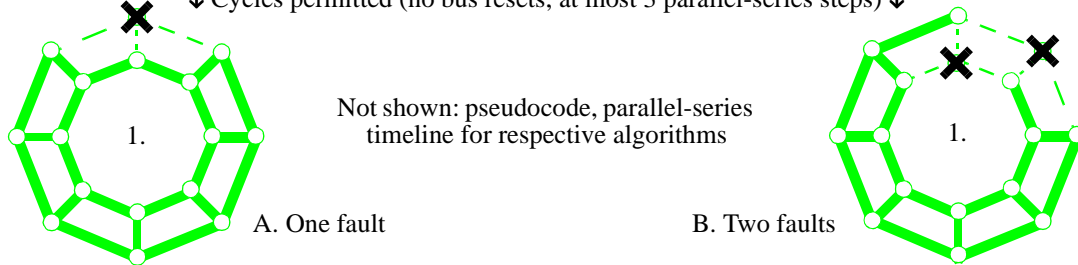 ↓ Cycles permitted (no bus resets, at most 3 parallel-series steps) ↓
1.
Not shown: pseudocode, parallel-series
timeline for respective algorithms
1.
A. One fault
B. Two faults